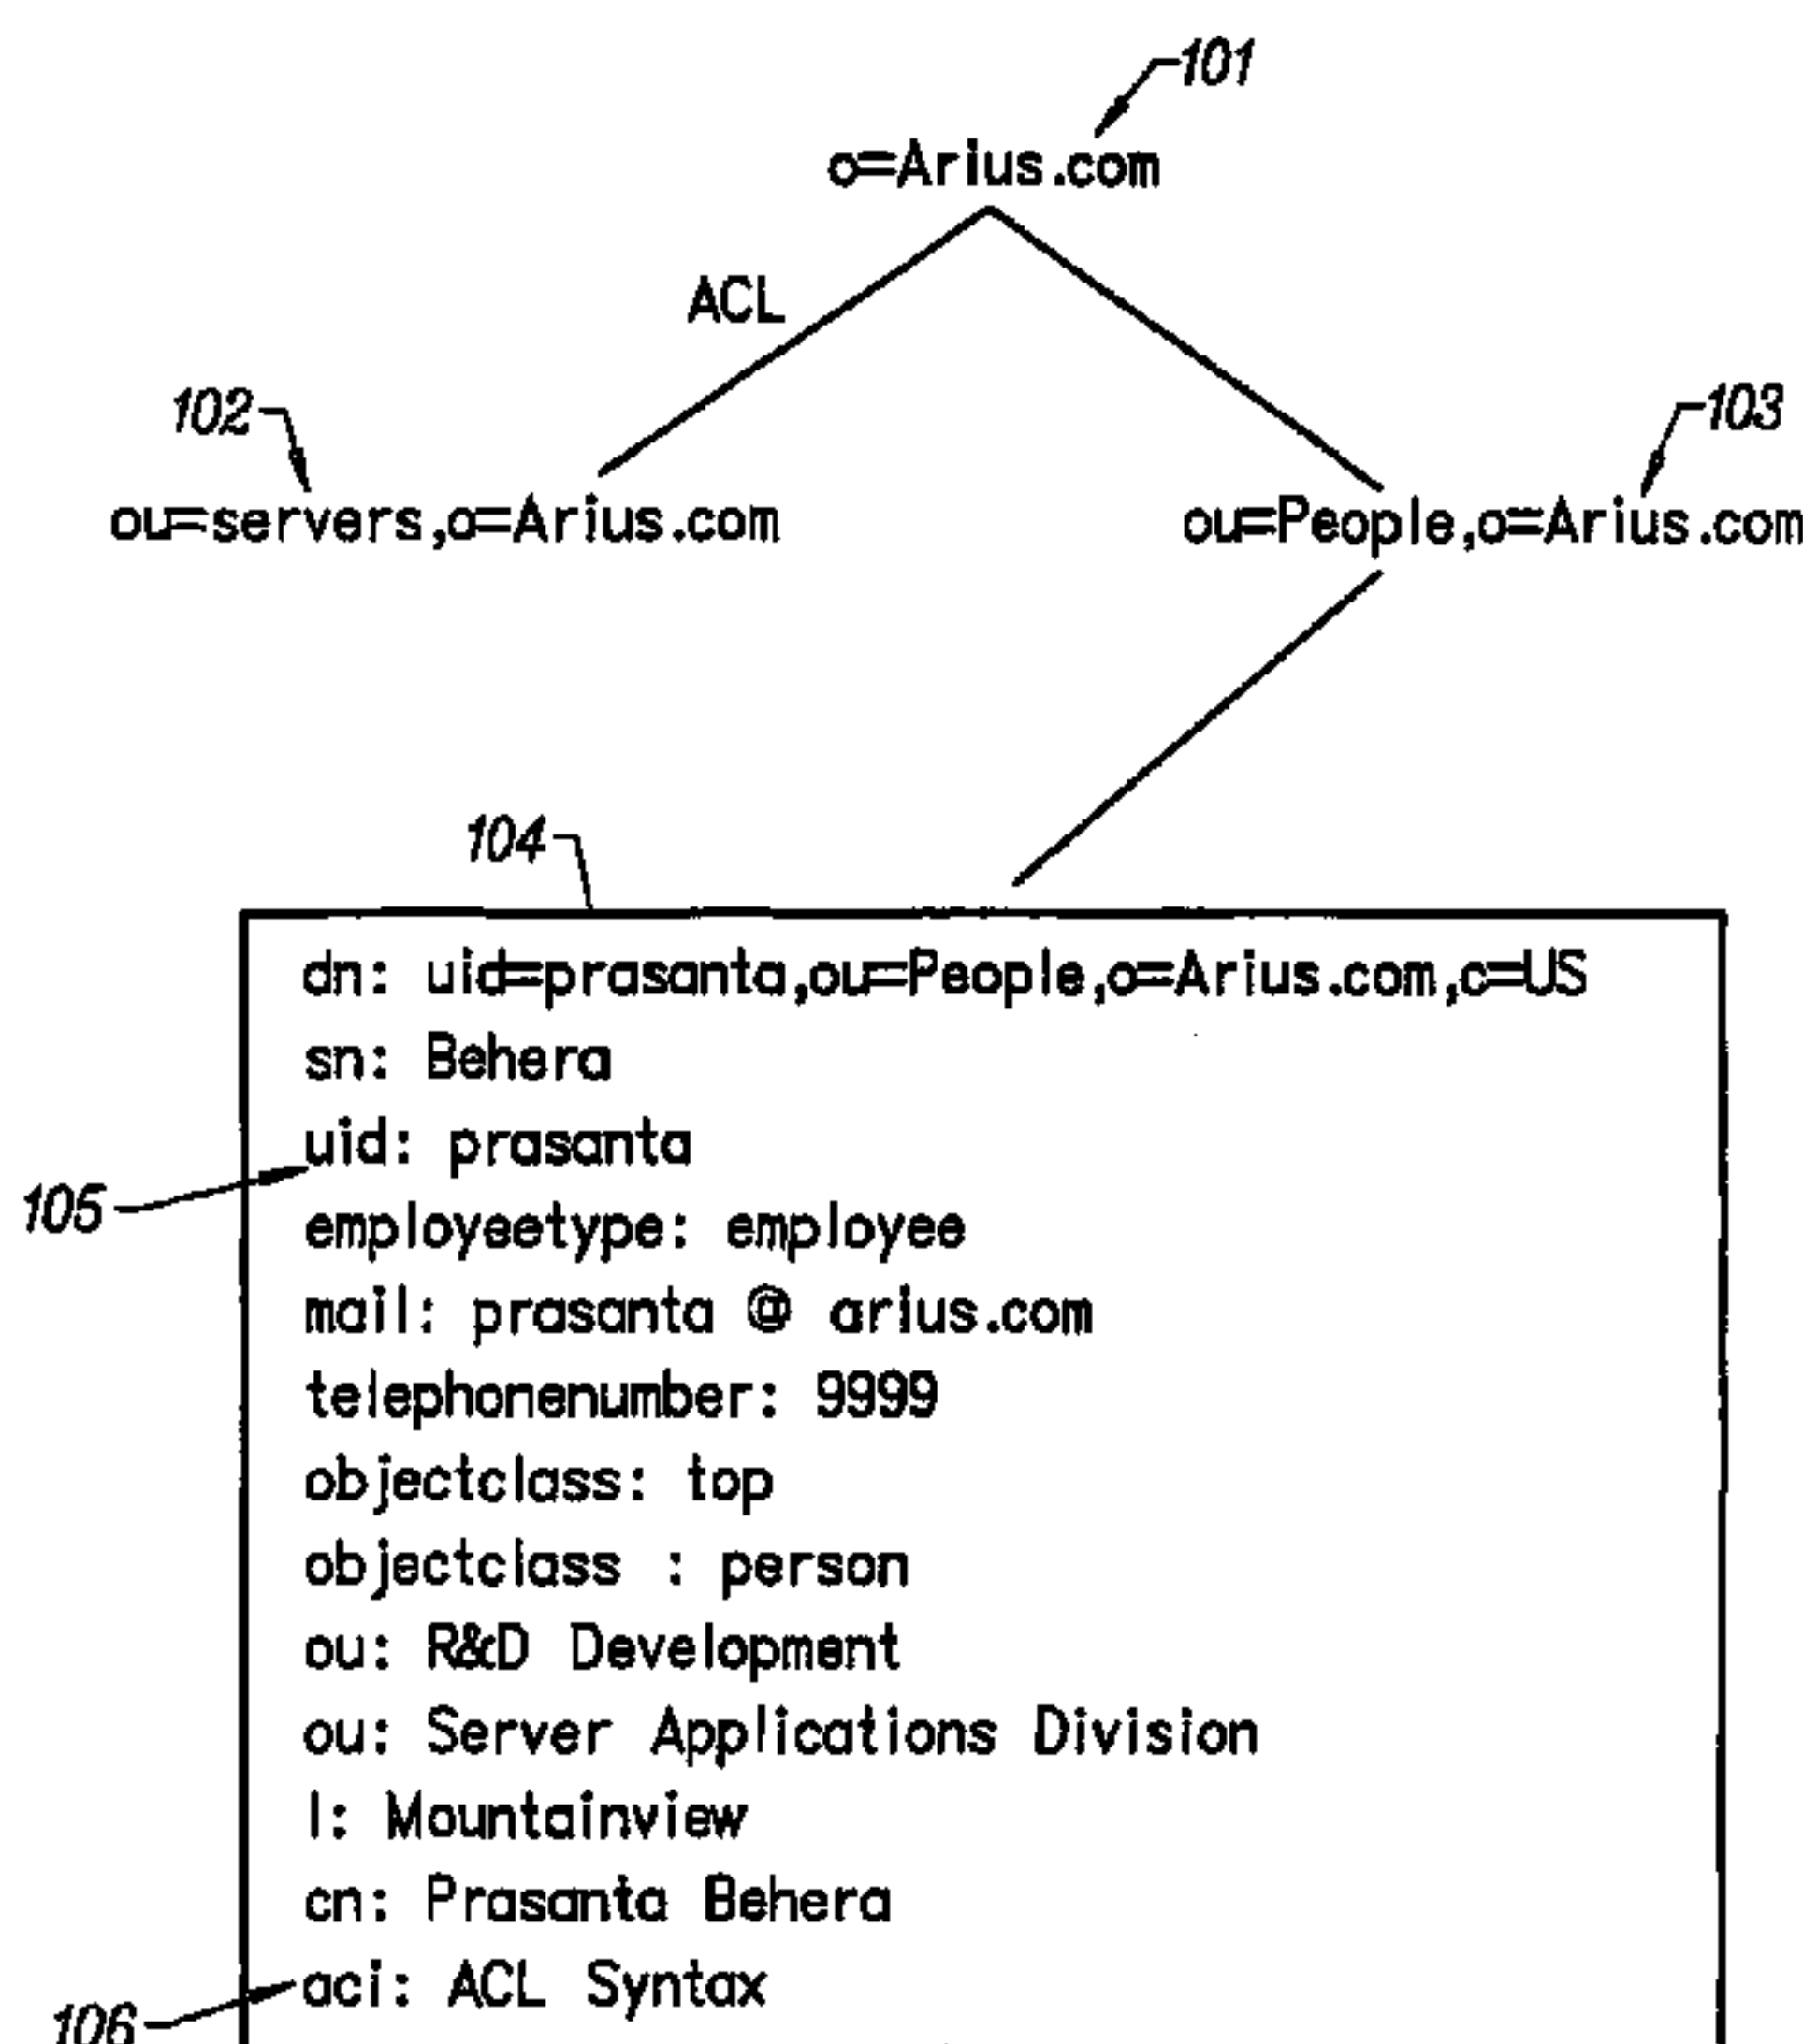 101
o=Arius.com
ACL
102
103
ou=servers,o=Arius.com
ou=People,o=Arius.com
104
dn: uid=prasanta,ou=People,o=Arius.com,c=US
sn: Behera
uid: prasanta
105
employeetype: employee
mail: prasanta @ arius.com
telephonenumber: 9999
objectclass: top
objectclass : person
ou: R&D Development
ou: Server Applications Division
l: Mountainview
cn: Prasanta Behera
aci: ACL Syntax
106